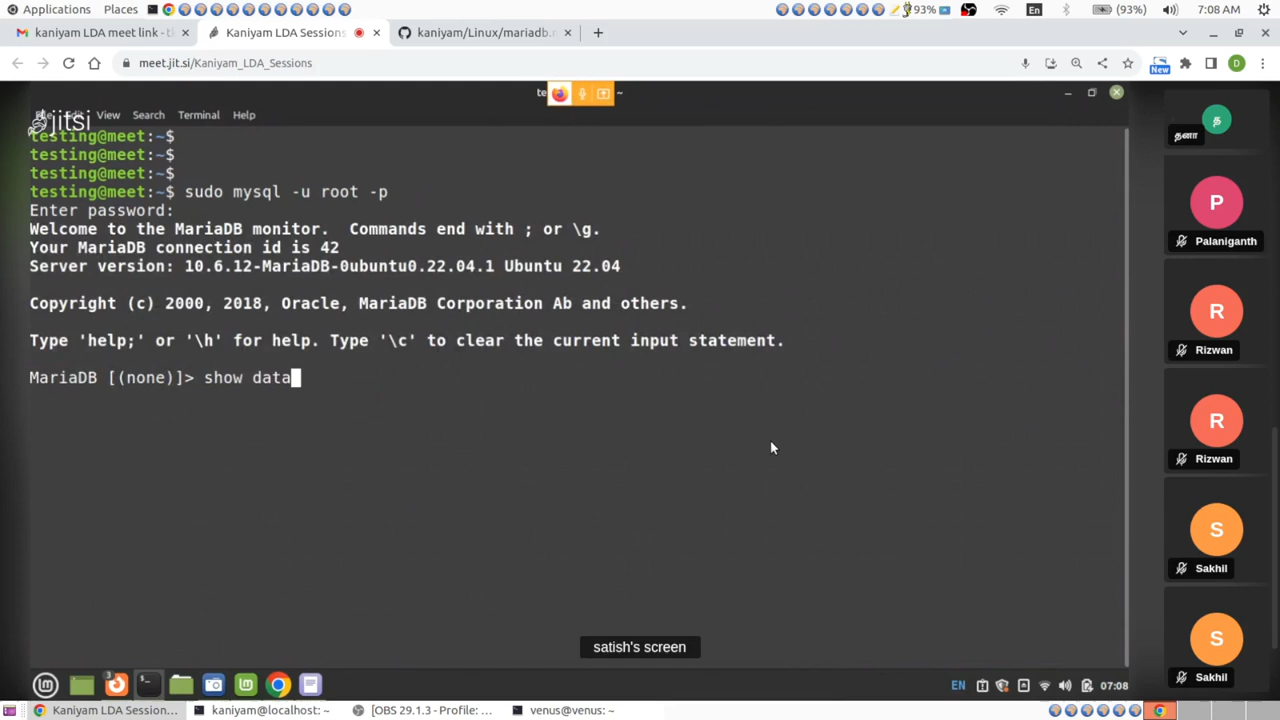 Applications Places 93% En (93%) 7:08 AM
kaniyam LDA meet link - t × Kaniyam LDA Sessions × kaniyam/Linux/mariadb. × +
meet.jit.si/Kaniyam_LDA_Sessions New D
te ~
jitsi View Search Terminal Help
testing@meet:~$
testing@meet:~$
testing@meet:~$
testing@meet:~$ sudo mysql -u root -p
Enter password:
Welcome to the MariaDB monitor. Commands end with ; or \g.
Your MariaDB connection id is 42
Server version: 10.6.12-MariaDB-0ubuntu0.22.04.1 Ubuntu 22.04
Copyright (c) 2000, 2018, Oracle, MariaDB Corporation Ab and others.
Type 'help;' or '\h' for help. Type '\c' to clear the current input statement.
MariaDB [(none)]> show data
த
தனா
P
Palaniganth
R
Rizwan
R
Rizwan
S
Sakhil
S
Sakhil
satish's screen
3 EN 07:08
Kaniyam LDA Session... kaniyam@localhost: ~ [OBS 29.1.3 - Profile: ... venus@venus: ~